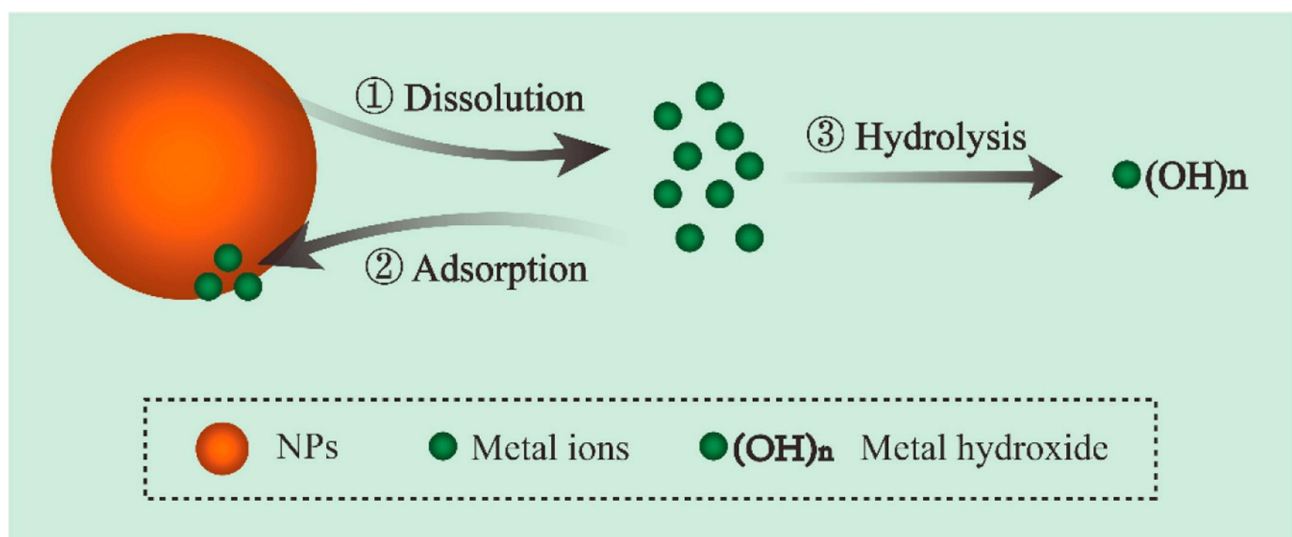 ① Dissolution
③ Hydrolysis
(OH)n
② Adsorption
NPs
Metal ions
(OH)n Metal hydroxide